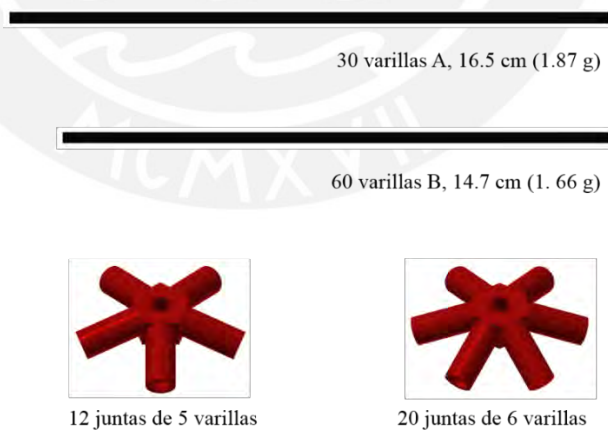 30 varillas A, 16.5 cm (1.87 g)
MCMXVII
60 varillas B, 14.7 cm (1. 66 g)
12 juntas de 5 varillas
20 juntas de 6 varillas